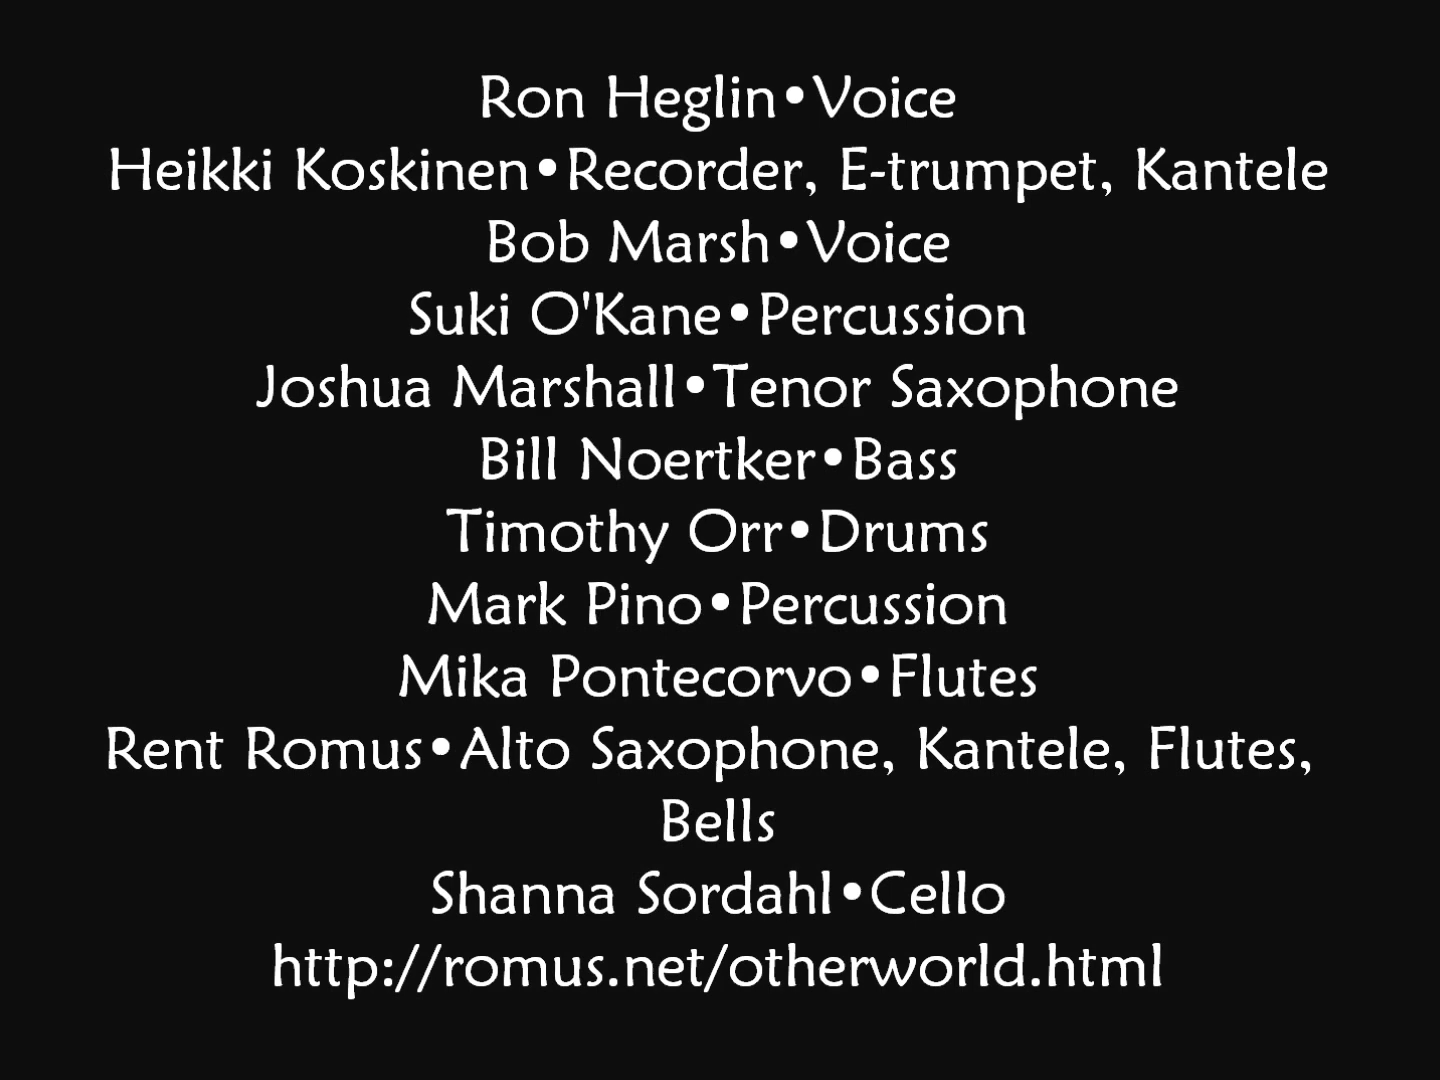 Ron Heglin•Voice
Heikki Koskinen•Recorder, E-trumpet, Kantele
Bob Marsh•Voice
Suki O'Kane•Percussion
Joshua Marshall•Tenor Saxophone
Bill Noertker•Bass
Timothy Orr•Drums
Mark Pino•Percussion
Mika Pontecorvo•Flutes
Rent Romus•Alto Saxophone, Kantele, Flutes,
Bells
Shanna Sordahl•Cello
http://romus.net/otherworld.html